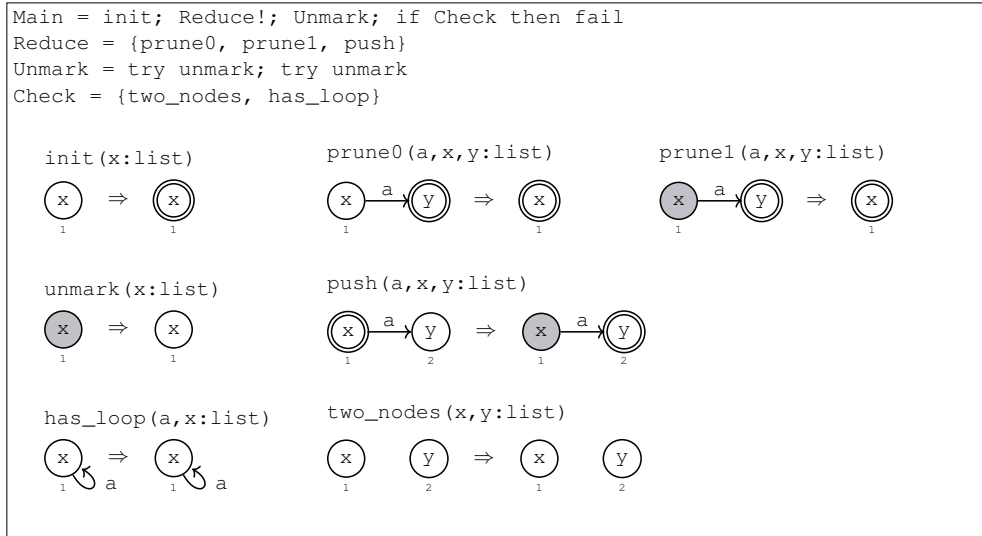 Main = init; Reduce!; Unmark; if Check then fail
Reduce = {prune0, prune1, push}
Unmark = try unmark; try unmark
Check = {two_nodes, has_loop}
init(x:list) prune0(a,x,y:list) prune1(a,x,y:list)
x ⇒ x x a y ⇒ x x a y ⇒ x
1 1 1 1 1 1
unmark(x:list) push(a,x,y:list)
x ⇒ x x a y ⇒ x a y
1 1 1 2 1 2
has_loop(a,x:list) two_nodes(x,y:list)
x ⇒ x x y ⇒ x y
1 a 1 a 1 2 1 2